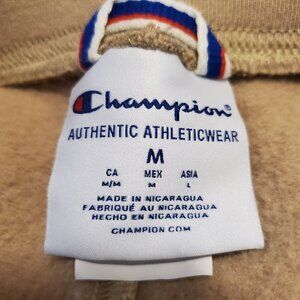 Champion®
AUTHENTIC ATHLETICWEAR
M
CA MEX ASIA
M/M M L
MADE IN NICARAGUA
FABRIQUÉ AU NICARAGUA
HECHO EN NICARAGUA
CHAMPION.COM